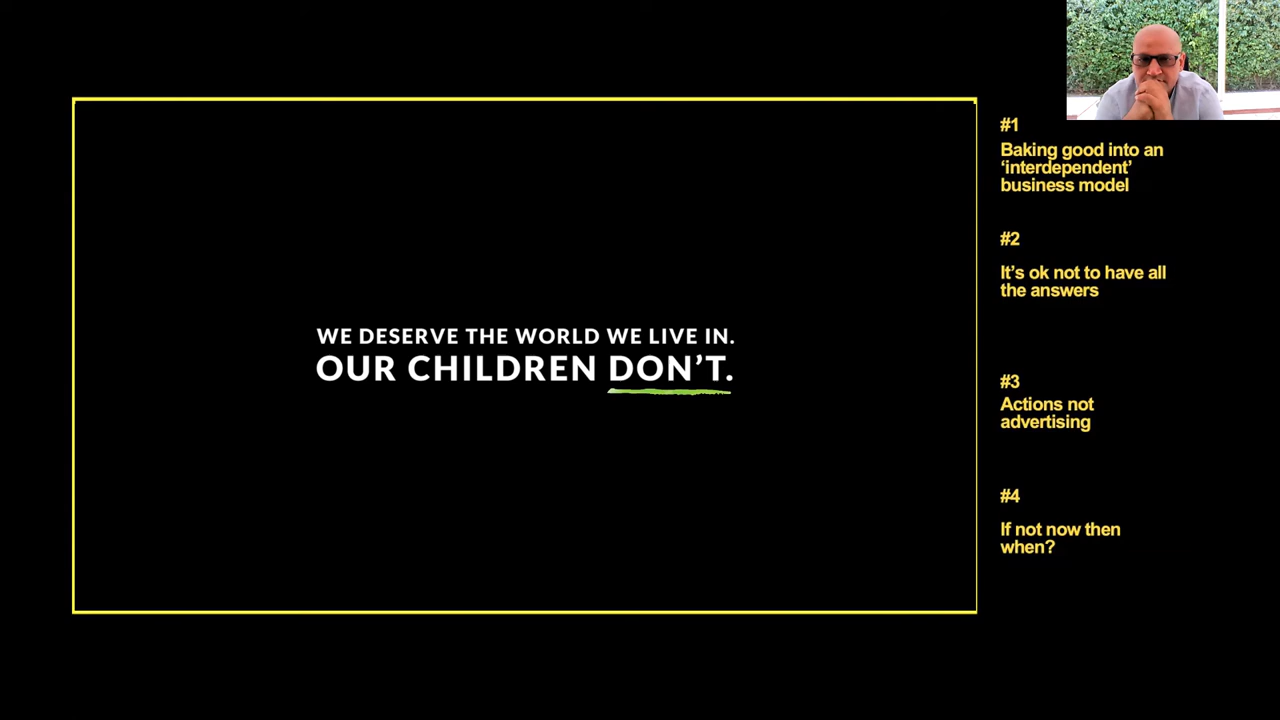 WE DESERVE THE WORLD WE LIVE IN.
OUR CHILDREN DON'T.
#1
Baking good into an
‘interdependent’
business model
#2
It’s ok not to have all
the answers
#3
Actions not
advertising
#4
If not now then
when?